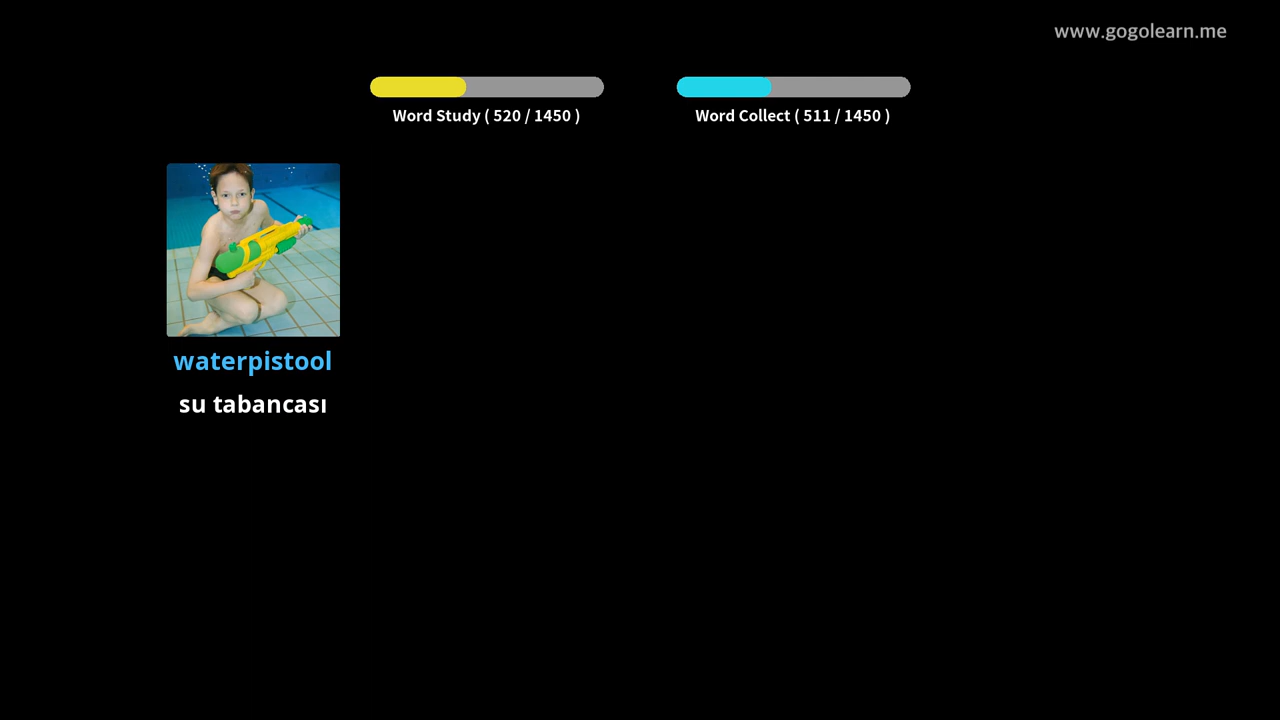 www.gogolearn.me
Word Study ( 520 / 1450 )
Word Collect ( 511 / 1450 )
waterpistool
su tabancası